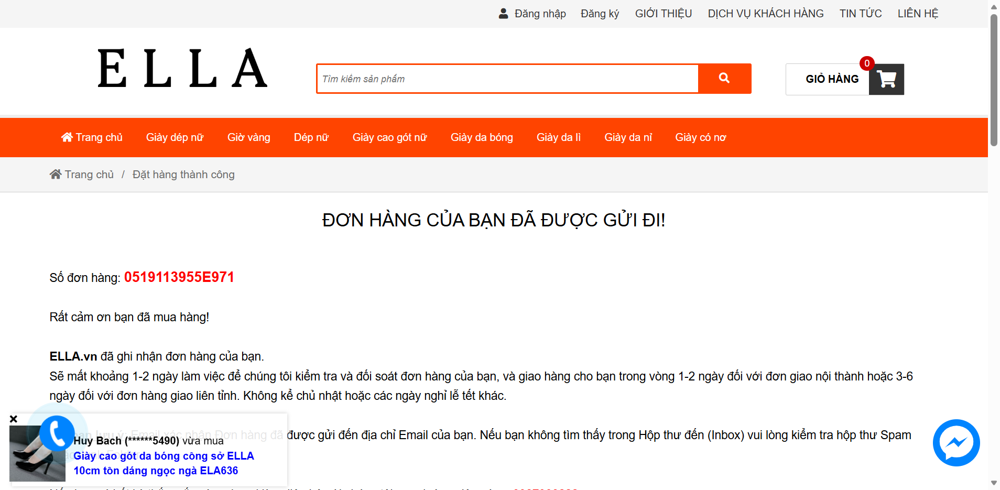 Đăng nhập Đăng ký GIỚI THIỆU DỊCH VỤ KHÁCH HÀNG TIN TỨC LIÊN HỆ
ELLA
Tìm kiếm sản phẩm
GIỎ HÀNG
0
Trang chủ Giày dép nữ Giờ vàng Dép nữ Giày cao gót nữ Giày da bóng Giày da lì Giày da nỉ Giày có nơ
Trang chủ / Đặt hàng thành công
ĐƠN HÀNG CỦA BẠN ĐÃ ĐƯỢC GỬI ĐI!
Số đơn hàng: 0519113955E971
Rất cảm ơn bạn đã mua hàng!
ELLA.vn đã ghi nhận đơn hàng của bạn.
Sẽ mất khoảng 1-2 ngày làm việc để chúng tôi kiểm tra và đối soát đơn hàng của bạn, và giao hàng cho bạn trong vòng 1-2 ngày đối với đơn giao nội thành hoặc 3-6
ngày đối với đơn hàng giao liên tỉnh. Không kể chủ nhật hoặc các ngày nghỉ lễ tết khác.
lưu ý: Email xác nhận Đơn hàng đã được gửi đến địa chỉ Email của bạn. Nếu bạn không tìm thấy trong Hộp thư đến (Inbox) vui lòng kiểm tra hộp thư Spam
Huy Bach (******5490) vừa mua
Giày cao gót da bóng công sở ELLA
10cm tôn dáng ngọc ngà ELA636